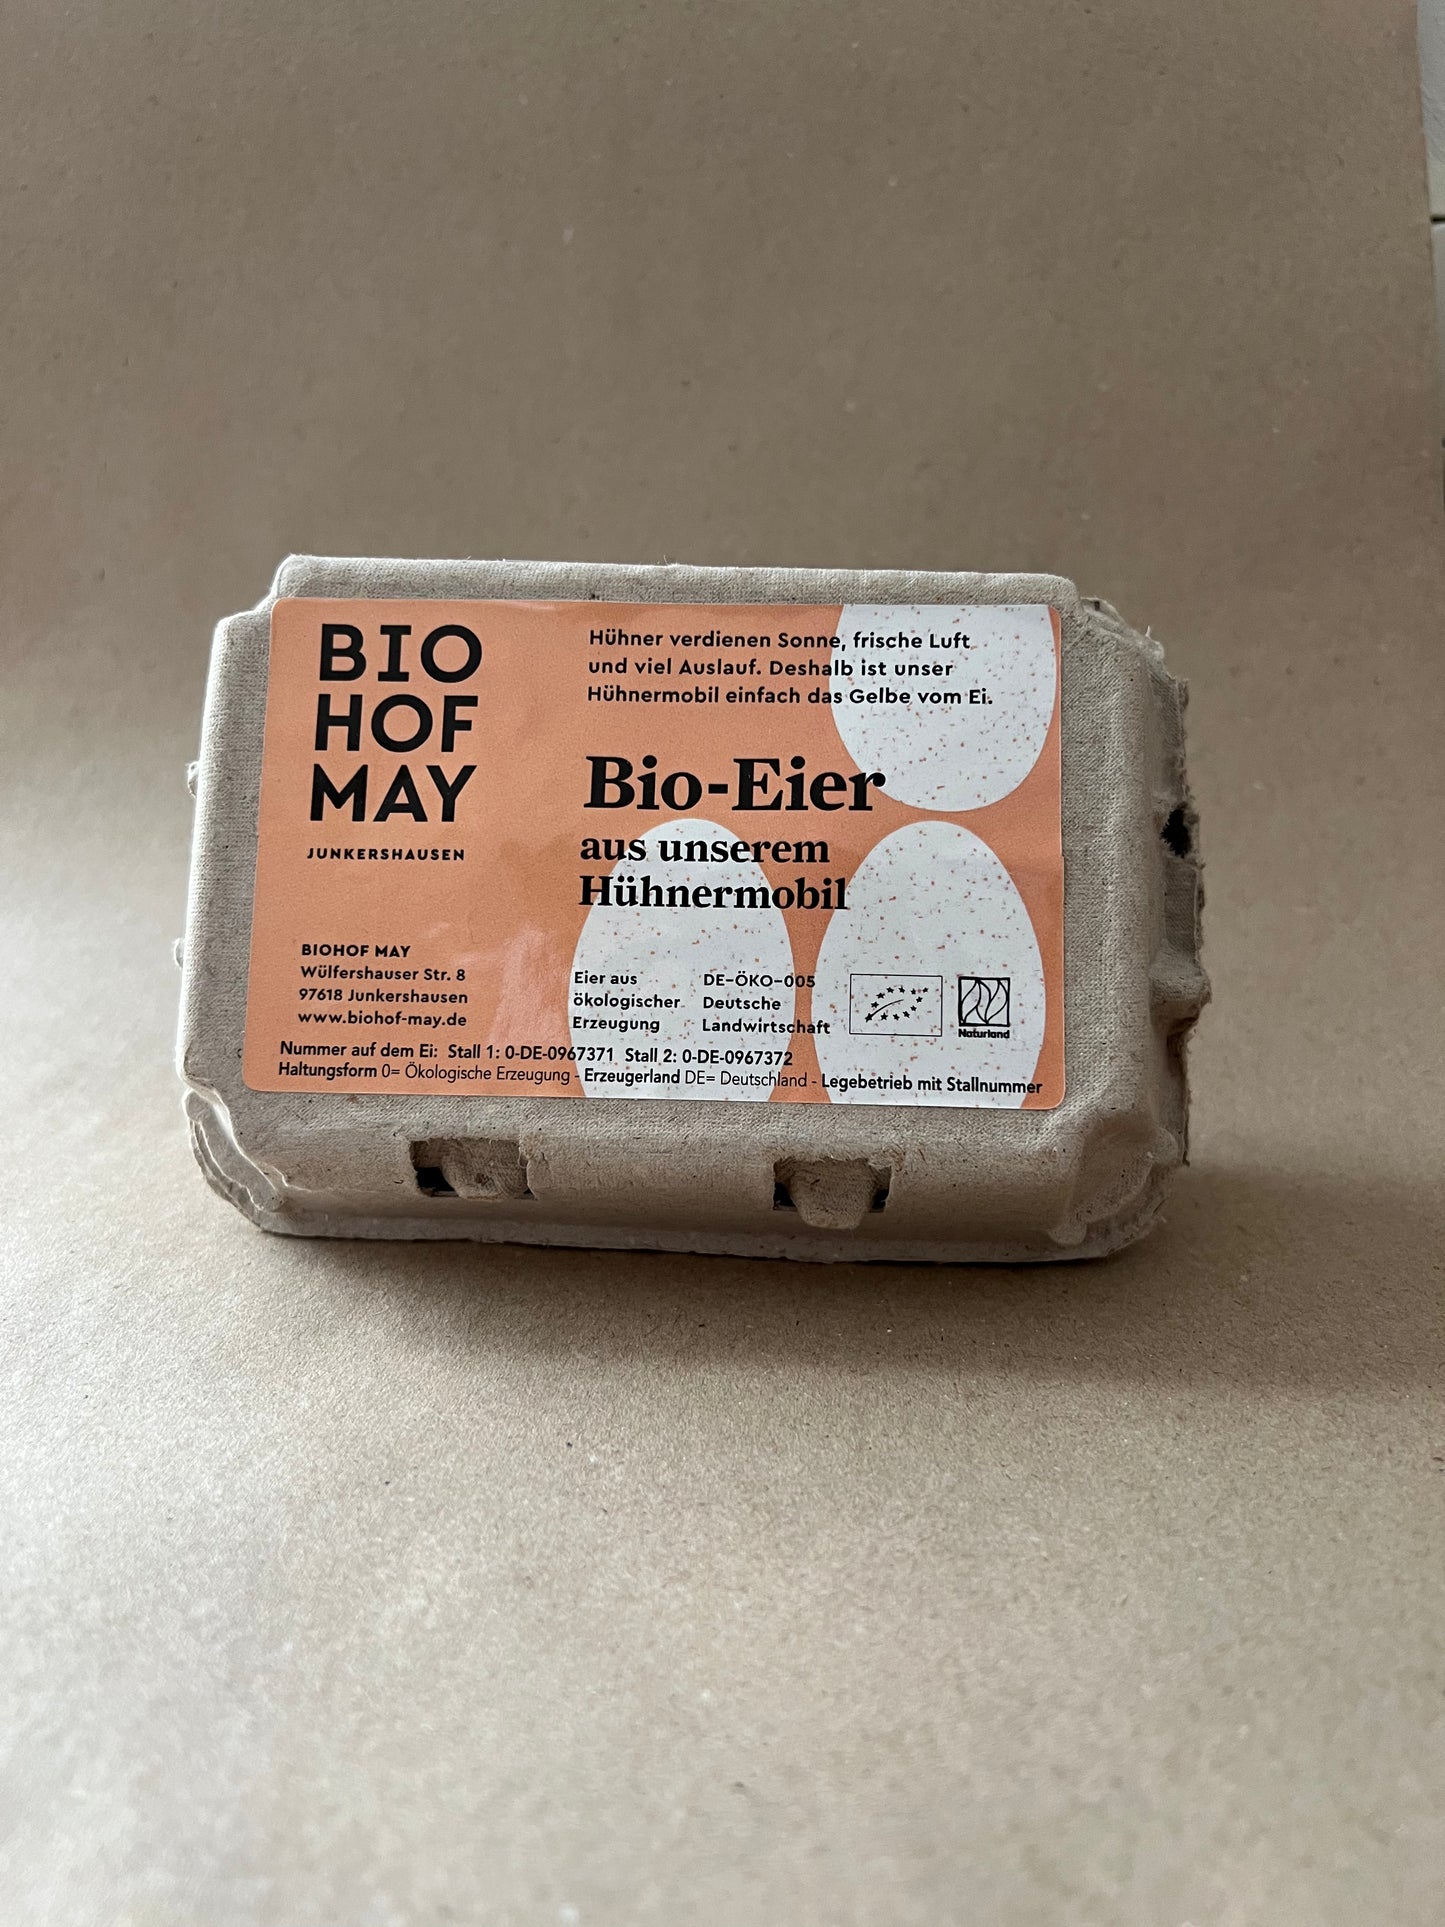 BIO
HOF
MAY
JUNKERSHAUSEN
Hühner verdienen Sonne, frische Luft
und viel Auslauf. Deshalb ist unser
Hühnermobil einfach das Gelbe vom Ei.
Bio-Eier
aus unserem
Hühnermobil
BIOHOF MAY
Wülfershauser Str. 8
97618 Junkershausen
www.biohof-may.de
Eier aus
ökologischer
Erzeugung
DE-ÖKO-005
Deutsche
Landwirtschaft
Naturland
Nummer auf dem Ei: Stall 1: 0-DE-0967371 Stall 2: 0-DE-0967372
Haltungsform 0= Ökologische Erzeugung - Erzeugerland DE= Deutschland - Legebetrieb mit Stallnummer